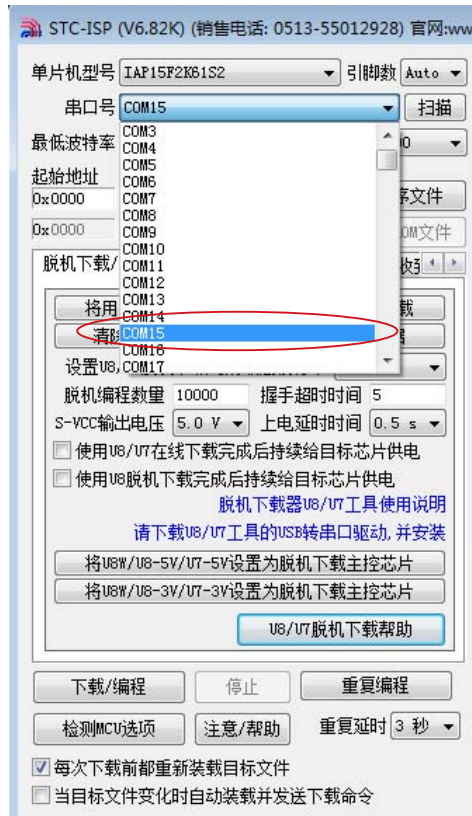 STC-ISP (V6.82K) (销售电话: 0513-55012928) 官网:ww
单片机型号 IAP15F2K61S2 引脚数 Auto
串口号 COM15 扫描
最低波特率 COM3
COM4
起始地址 COM5
COM6
0x0000 COM7 序文件
COM8
0x0000 COM9 OM文件
COM10
脱机下载/ COM11
COM12
将用 COM13 载
COM14
清除 COM15
COM16
设置U8, COM17
脱机编程数量 10000 握手超时时间 5
S-VCC输出电压 5.0 V 上电延时时间 0.5 s
使用U8/U7在线下载完成后持续给目标芯片供电
使用U8脱机下载完成后持续给目标芯片供电
脱机下载器U8/U7工具使用说明
请下载U8/U7工具的USB转串口驱动,并安装
将U8W/U8-5V/U7-5V设置为脱机下载主控芯片
将U8W/U8-3V/U7-3V设置为脱机下载主控芯片
U8/U7脱机下载帮助
下载/编程 停止 重复编程
检测MCU选项 注意/帮助 重复延时 3 秒
每次下载前都重新装载目标文件
当目标文件变化时自动装载并发送下载命令